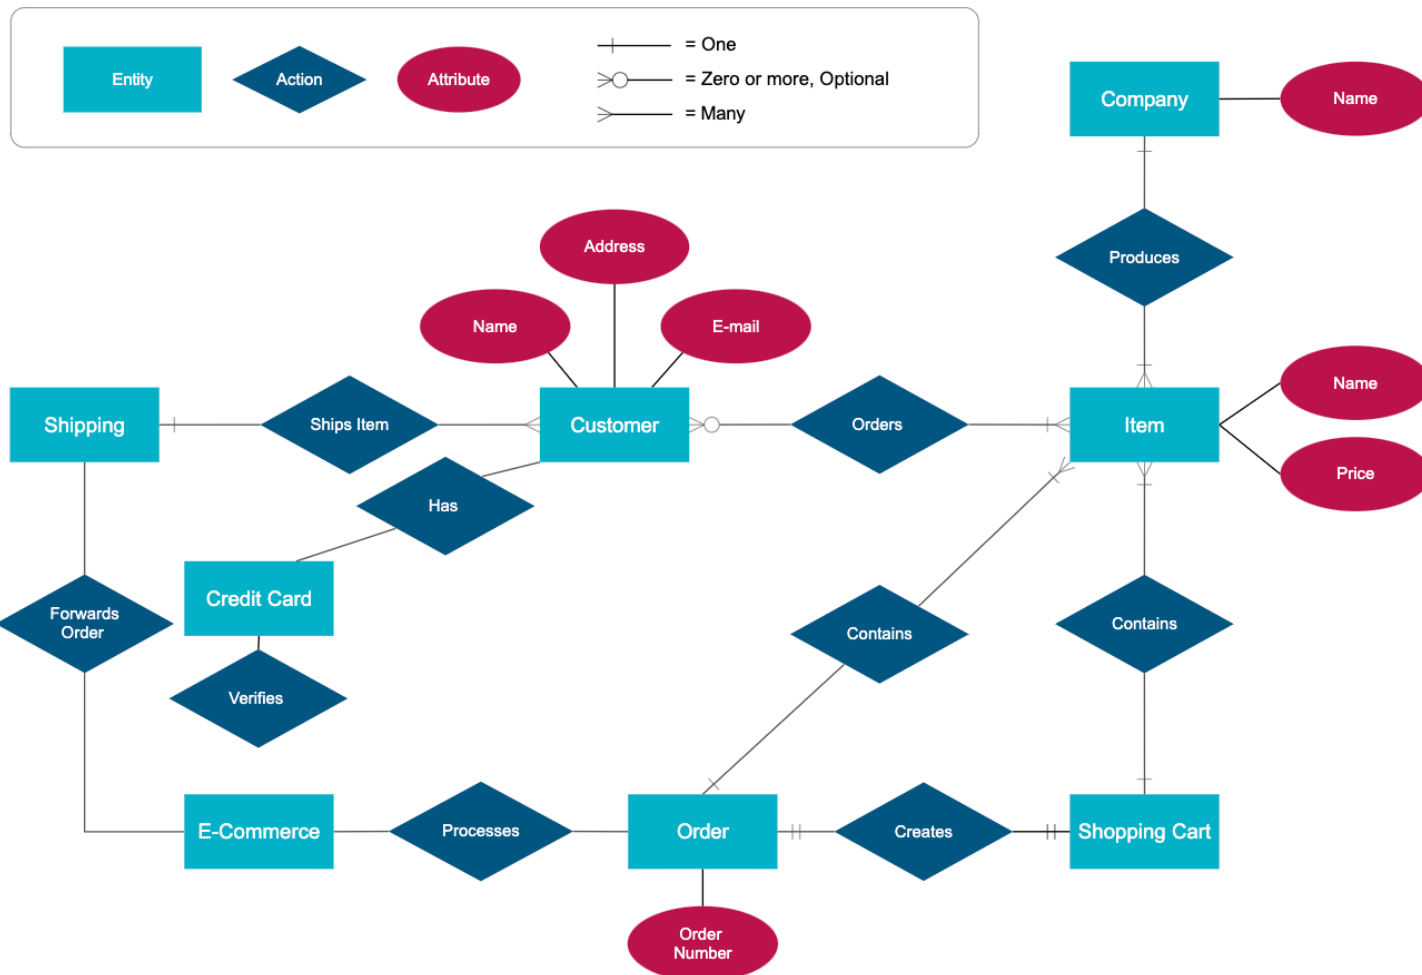 Entity
Action
Attribute
= One
= Zero or more, Optional
= Many
Company
Name
Produces
Address
Name
E-mail
Shipping
Ships Item
Customer
Orders
Item
Name
Price
Has
Credit Card
Forwards
Order
Verifies
Contains
Contains
E-Commerce
Processes
Order
Creates
Shopping Cart
Order
Number